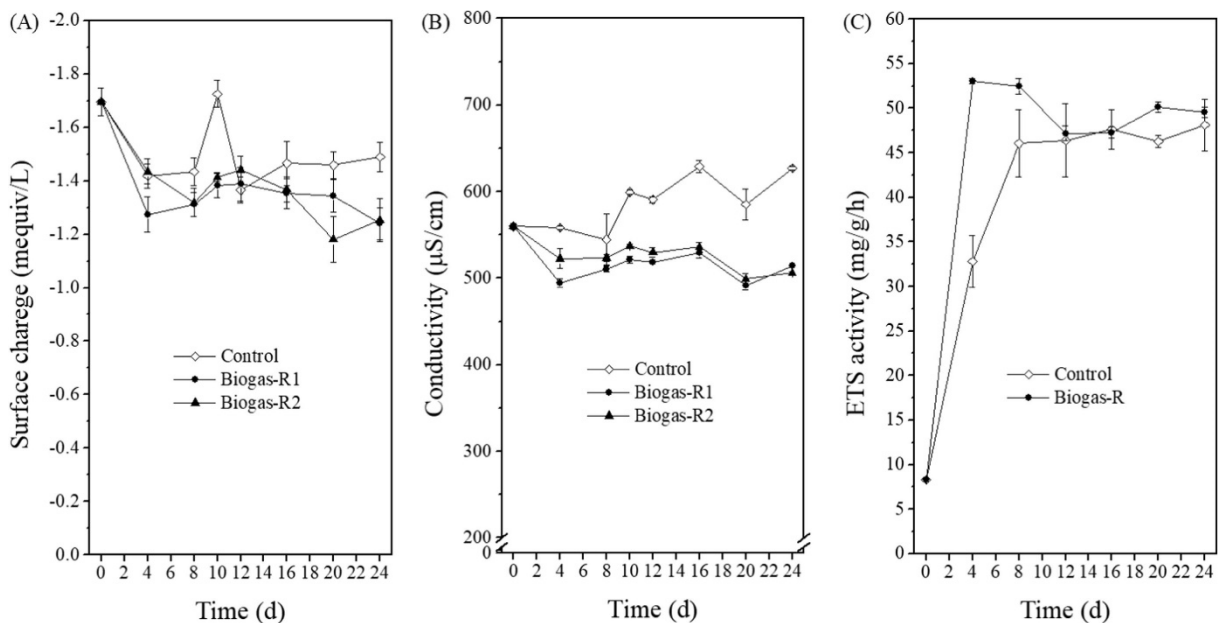 (A)
Surface charege (mequiv/L)
-2.0
-1.8
-1.6
-1.4
-1.2
-1.0
-0.8
-0.6
-0.4
-0.2
0.0
Control
Biogas-R1
Biogas-R2
0 2 4 6 8 10 12 14 16 18 20 22 24
Time (d)
(B)
Conductivity (μS/cm)
800
700
600
500
400
300
200
0
Control
Biogas-R1
Biogas-R2
0 2 4 6 8 10 12 14 16 18 20 22 24
Time (d)
(C)
ETS activity (mg/g/h)
60
55
50
45
40
35
30
25
20
15
10
5
0
Control
Biogas-R
0 2 4 6 8 10 12 14 16 18 20 22 24
Time (d)